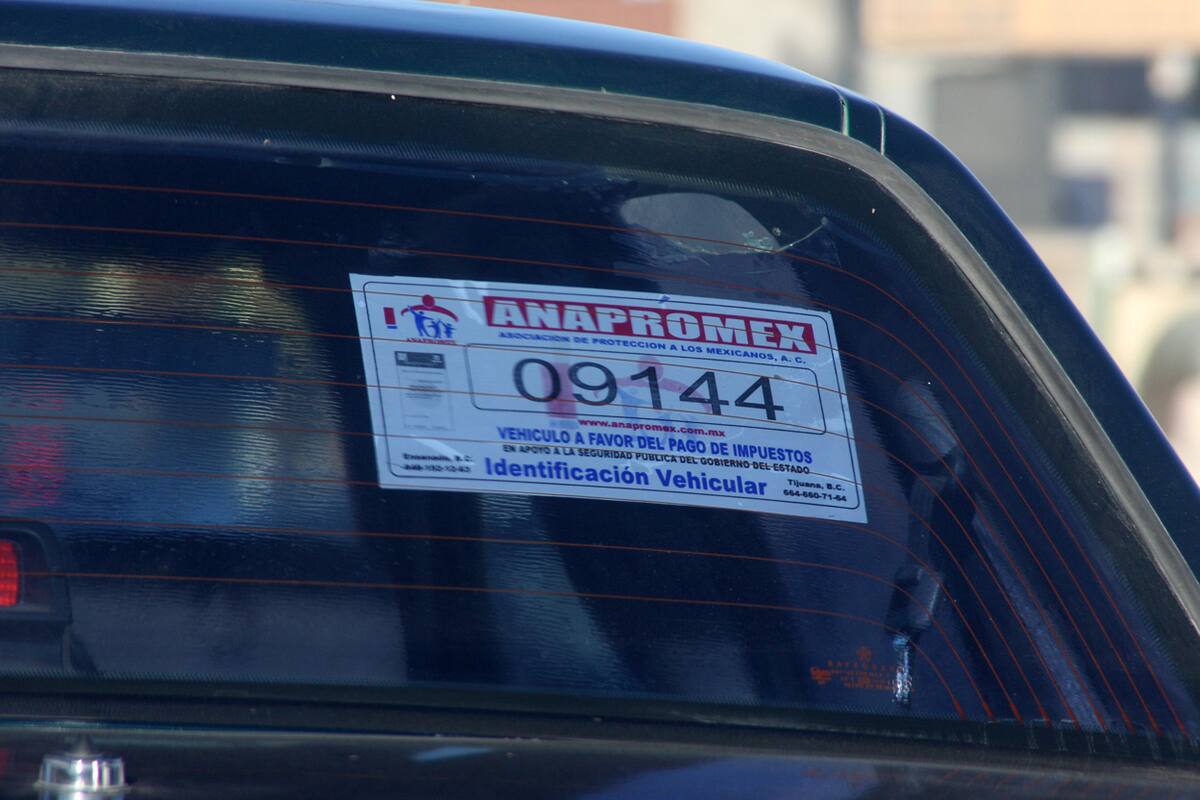 ANAPROMEX
ANAPROMEX
ASOCIACION DE PROTECCION A LOS MEXICANOS, A. C.
09144
www.anapromex.com.mx
VEHICULO A FAVOR DEL PAGO DE IMPUESTOS
EN APOYO A LA SEGURIDAD PUBLICA DEL GOBIERNO DEL ESTADO
Identificación Vehicular
Ensenada, B.C.
Tijuana, B.C.
664-660-71-64